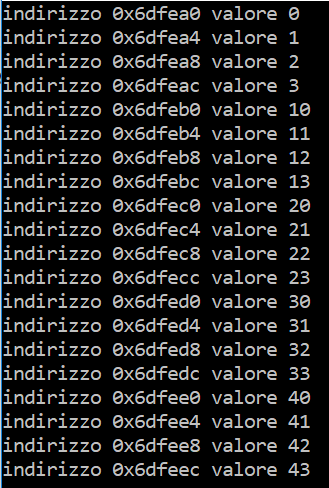 indirizzo 0x6dfea0 valore 0
indirizzo 0x6dfea4 valore 1
indirizzo 0x6dfea8 valore 2
indirizzo 0x6dfeac valore 3
indirizzo 0x6dfeb0 valore 10
indirizzo 0x6dfeb4 valore 11
indirizzo 0x6dfeb8 valore 12
indirizzo 0x6dfebc valore 13
indirizzo 0x6dfec0 valore 20
indirizzo 0x6dfec4 valore 21
indirizzo 0x6dfec8 valore 22
indirizzo 0x6dfecc valore 23
indirizzo 0x6dfed0 valore 30
indirizzo 0x6dfed4 valore 31
indirizzo 0x6dfed8 valore 32
indirizzo 0x6dfedc valore 33
indirizzo 0x6dfee0 valore 40
indirizzo 0x6dfee4 valore 41
indirizzo 0x6dfee8 valore 42
indirizzo 0x6dfeec valore 43